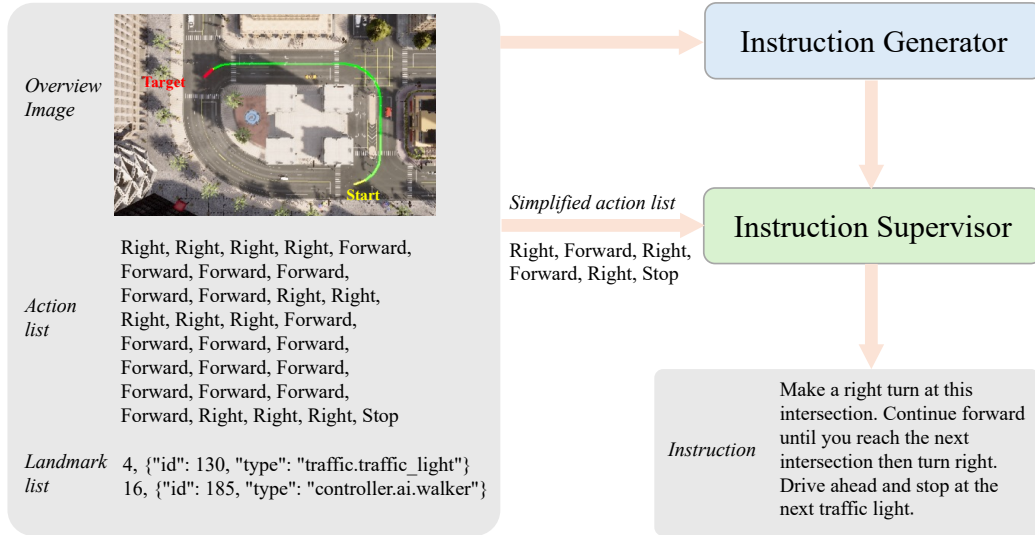 Overview
Image
Target
Start
Action
list
Right, Right, Right, Right, Forward,
Forward, Forward, Forward,
Forward, Forward, Right, Right,
Right, Right, Right, Forward,
Forward, Forward, Forward,
Forward, Forward, Forward,
Forward, Forward, Forward,
Forward, Right, Right, Right, Stop
Landmark
list
4, {"id": 130, "type": "traffic.traffic_light"}
16, {"id": 185, "type": "controller.ai.walker"}
Simplified action list
Right, Forward, Right,
Forward, Right, Stop
Instruction Generator
Instruction Supervisor
Instruction
Make a right turn at this
intersection. Continue forward
until you reach the next
intersection then turn right.
Drive ahead and stop at the
next traffic light.